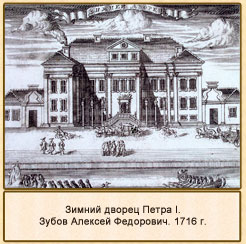 Зимний дворец Петра I.
Зубов Алексей Федорович. 1716 г.